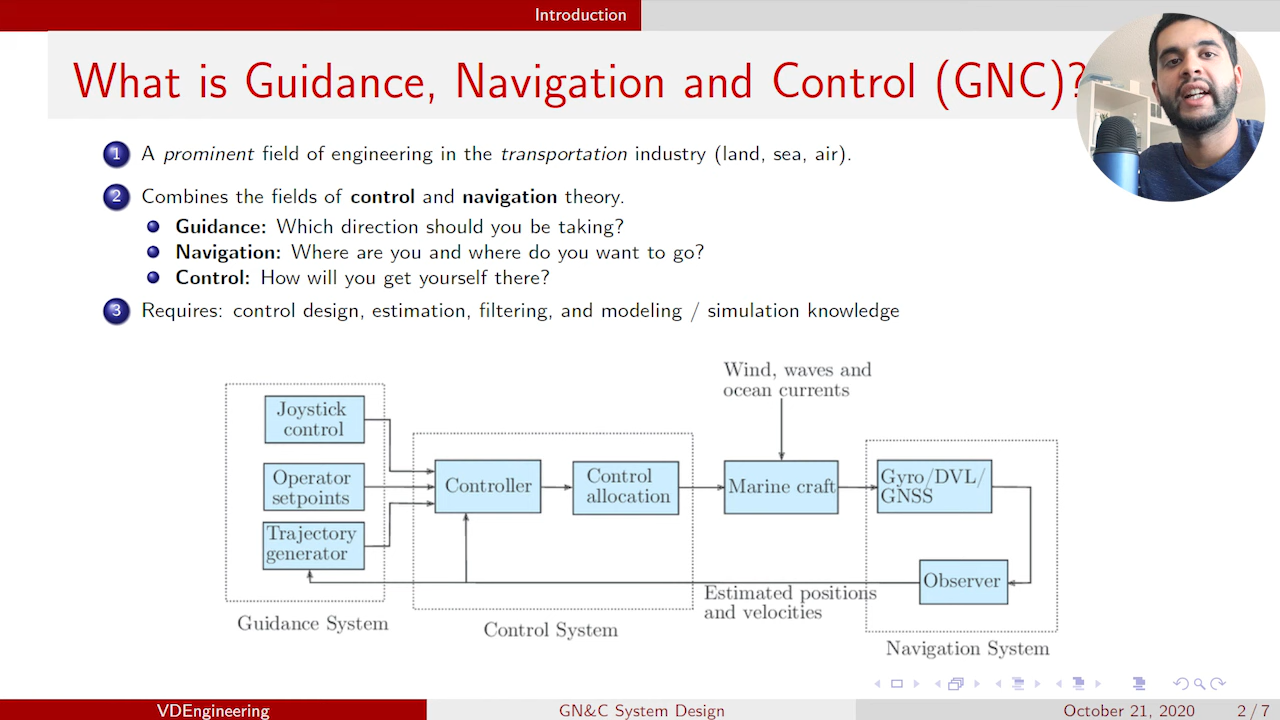 Introduction
What is Guidance, Navigation and Control (GNC)?
1 A prominent field of engineering in the transportation industry (land, sea, air).
2 Combines the fields of control and navigation theory.
Guidance: Which direction should you be taking?
Navigation: Where are you and where do you want to go?
Control: How will you get yourself there?
3 Requires: control design, estimation, filtering, and modeling / simulation knowledge
Wind, waves and
ocean currents
Joystick
control
Operator
setpoints
Trajectory
generator
Guidance System
Controller
Control
allocation
Control System
Marine craft
Gyro/DVL/
GNSS
Observer
Estimated positions
and velocities
Navigation System
VDEngineering
GN&C System Design
October 21, 2020
2 / 7